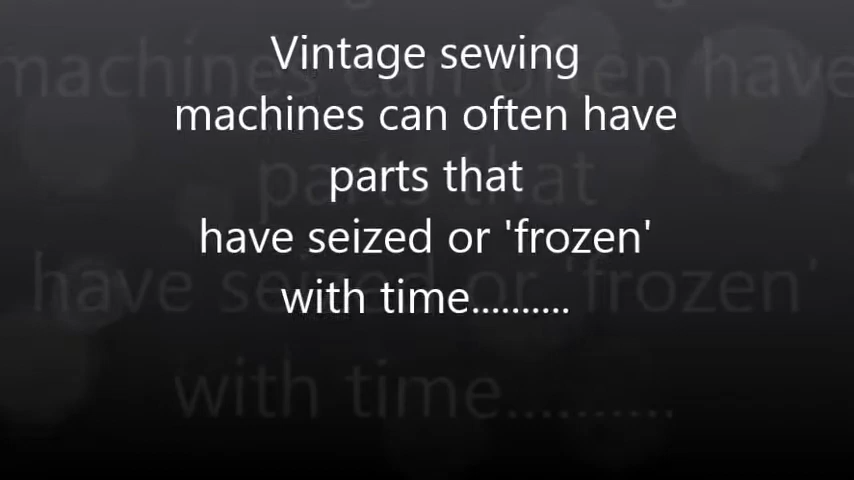 Vintage sewing
machines can often have
parts that
have seized or 'frozen'
with time..........